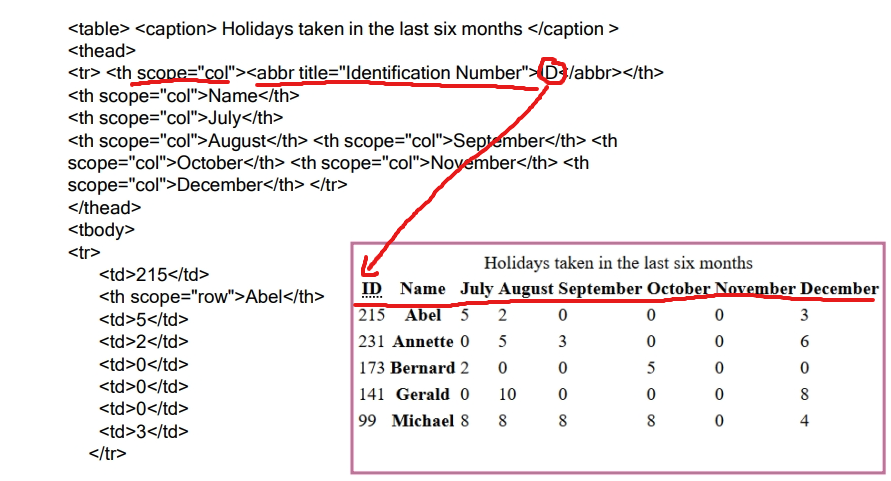 <table> <caption> Holidays taken in the last six months </caption >
<thead>
<tr> <th scope="col"><abbr title="Identification Number">ID</abbr></th>
<th scope="col">Name</th>
<th scope="col">July</th>
<th scope="col">August</th> <th scope="col">September</th> <th
scope="col">October</th> <th scope="col">November</th> <th
scope="col">December</th> </tr>
</thead>
<tbody>
<tr>
<td>215</td>
<th scope="row">Abel</th>
<td>5</td>
<td>2</td>
<td>0</td>
<td>0</td>
<td>0</td>
<td>3</td>
</tr>
Holidays taken in the last six months
ID Name July August September October November December
215 Abel 5 2 0 0 0 3
231 Annette 0 5 3 0 0 6
173 Bernard 2 0 0 5 0 0
141 Gerald 0 10 0 0 0 8
99 Michael 8 8 8 8 0 4